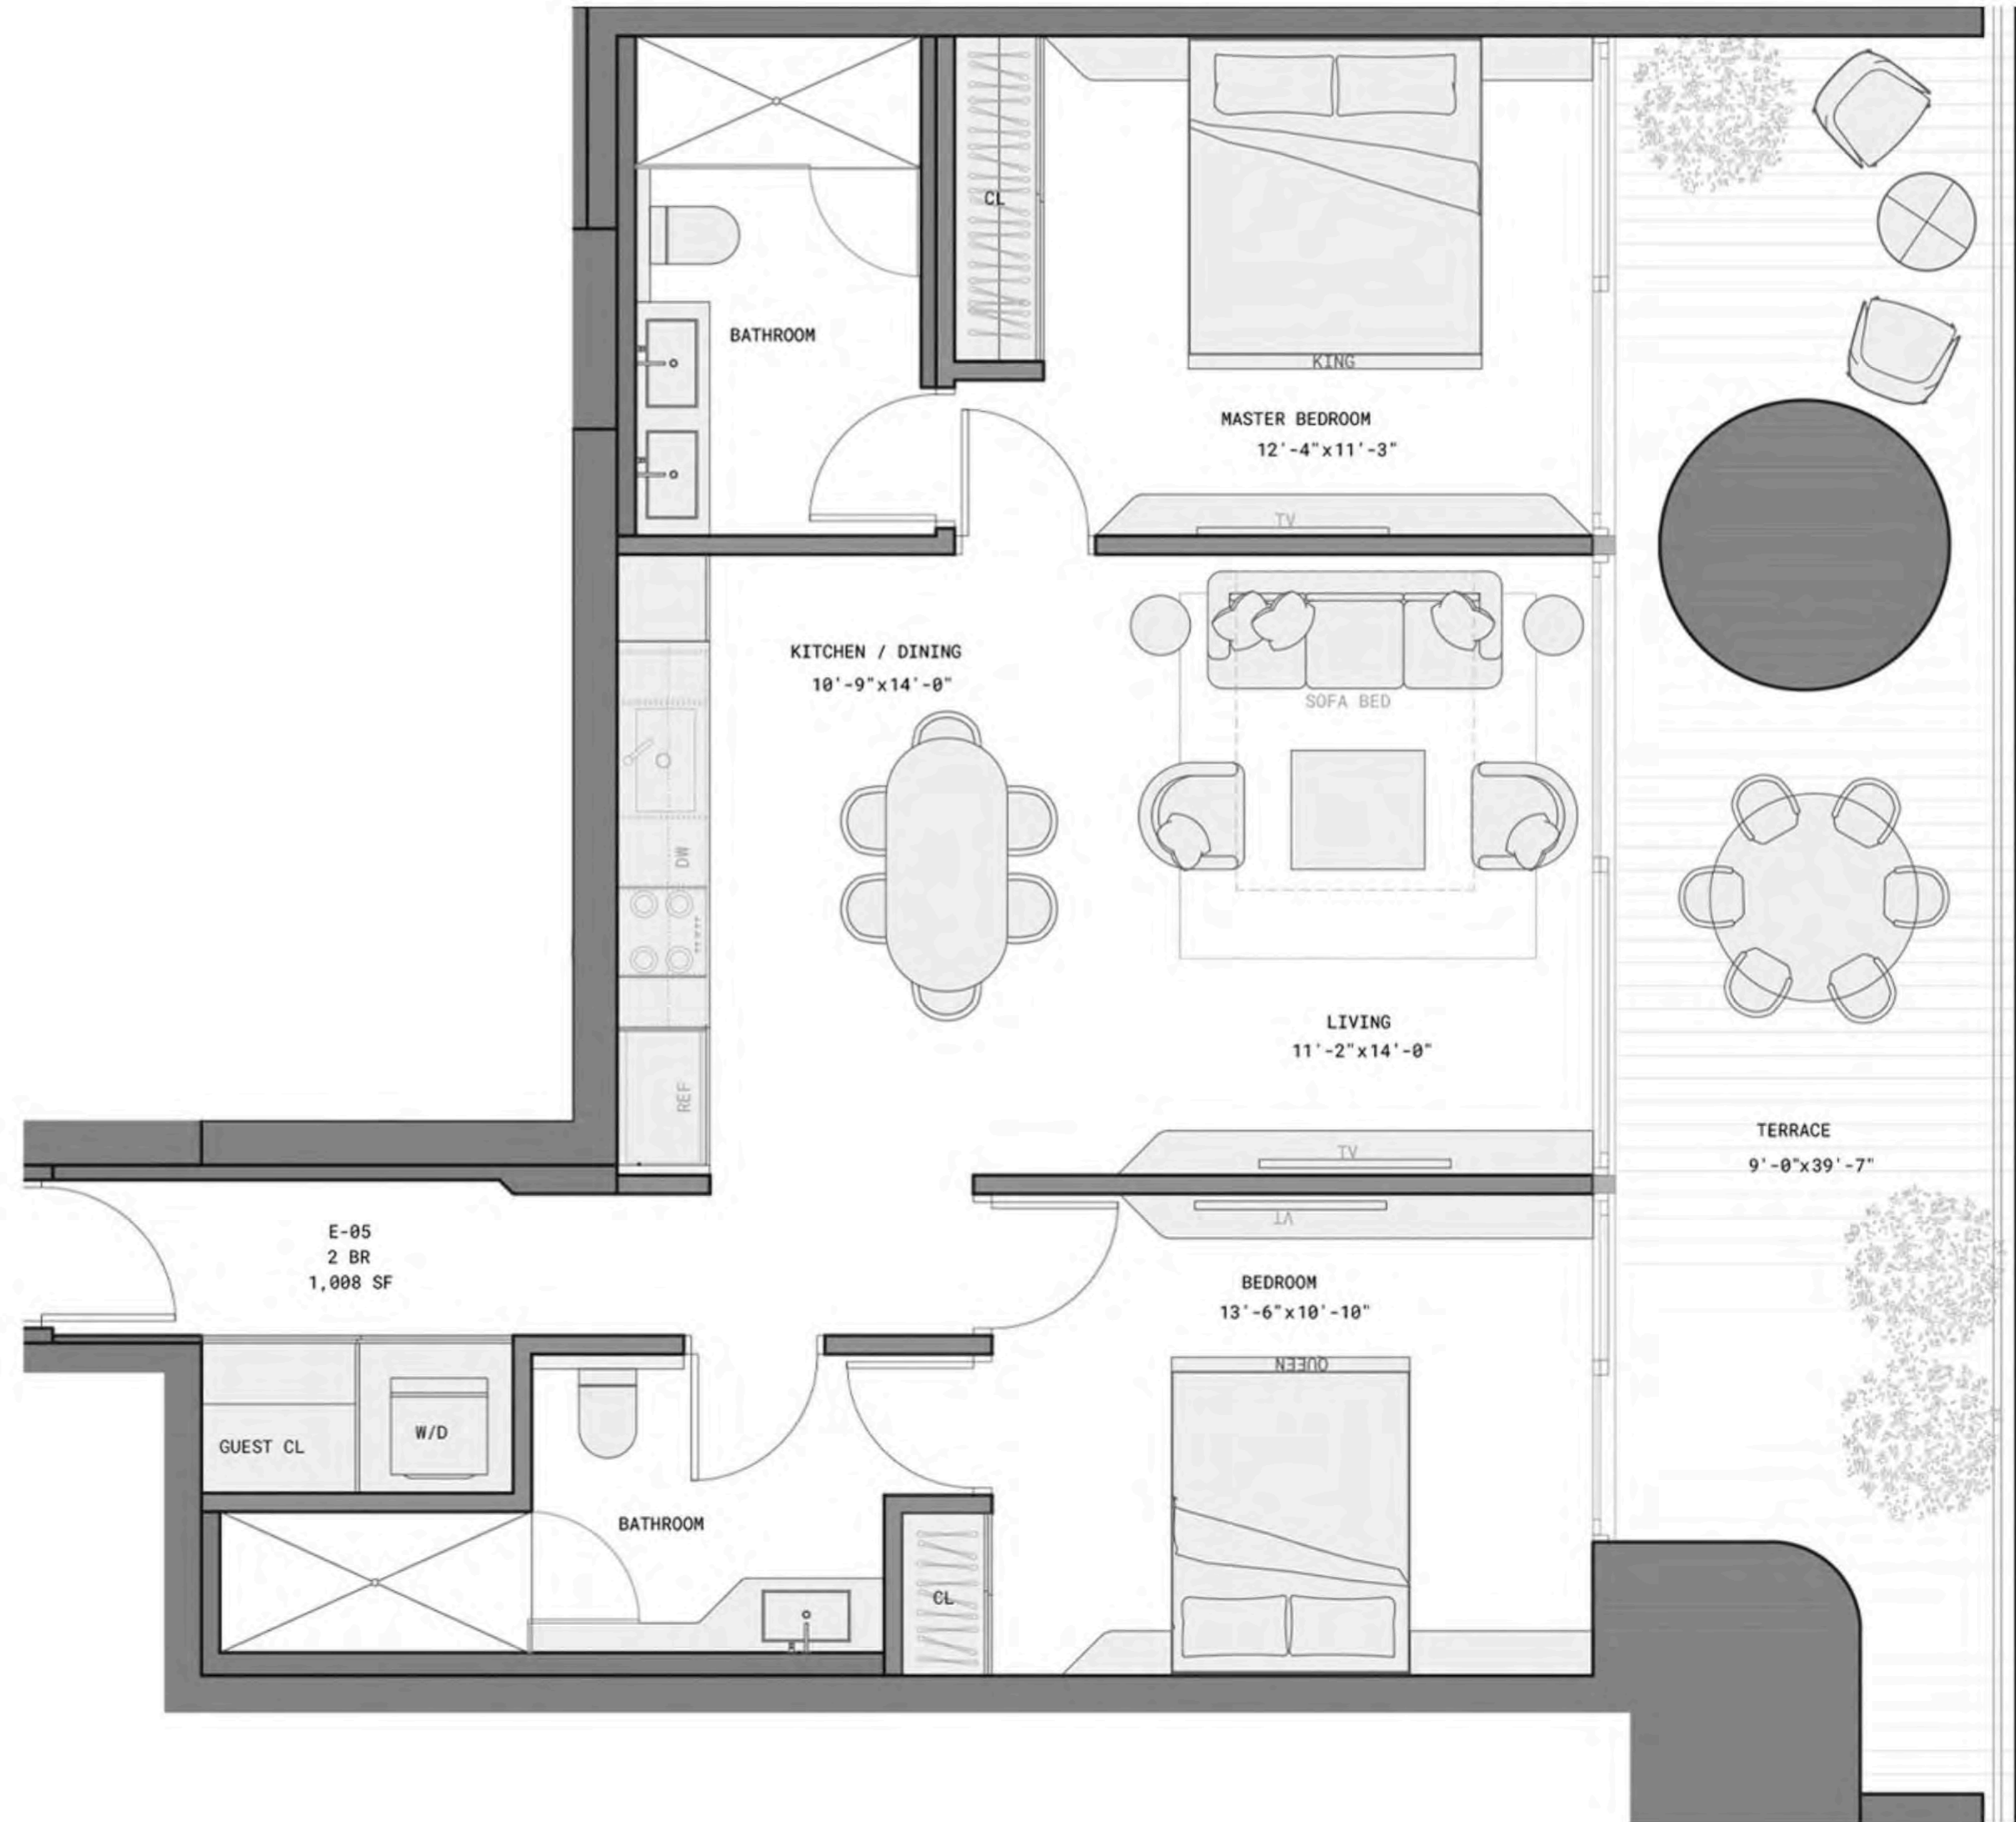 CL
KING
BATHROOM
MASTER BEDROOM
12'-4"x11'-3"
TV
KITCHEN / DINING
10'-9"x14'-0"
SOFA BED
DW
LIVING
11'-2"x14'-0"
REF
TERRACE
9'-0"x39'-7"
TV
TV
E-05
2 BR
1,008 SF
BEDROOM
13'-6"x10'-10"
QUEEN
W/D
GUEST CL
BATHROOM
CL